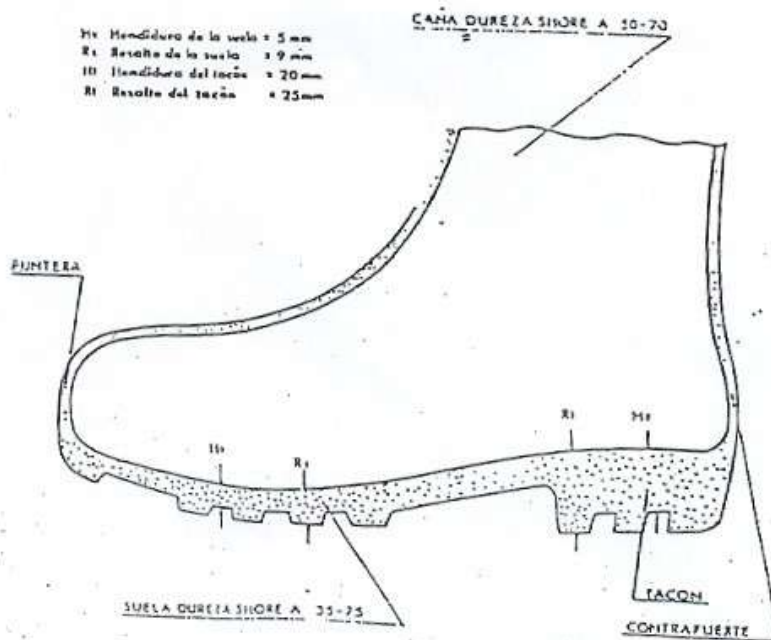 CAÑA DUREZA SHORE A 50-70
Hs Hendidura de la suela = 5 mm
Rs Resalte de la suela = 9 mm
Ht Hendidura del tacón = 20 mm
Rt Resalte del tacón = 25 mm
PUNTERA
Hs
Rs
Rt
Ht
SUELA DUREZA SHORE A 55-75
TACON
CONTRAFUERTE